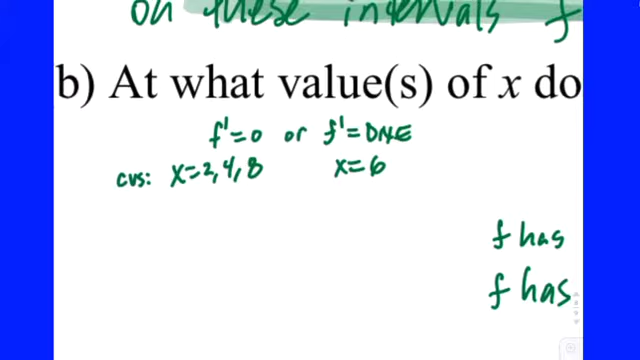 on these intervals f
b) At what value(s) of x do
f'=0 or f'=DNE
cvs: x=2,4,8 x=6
f has
f has